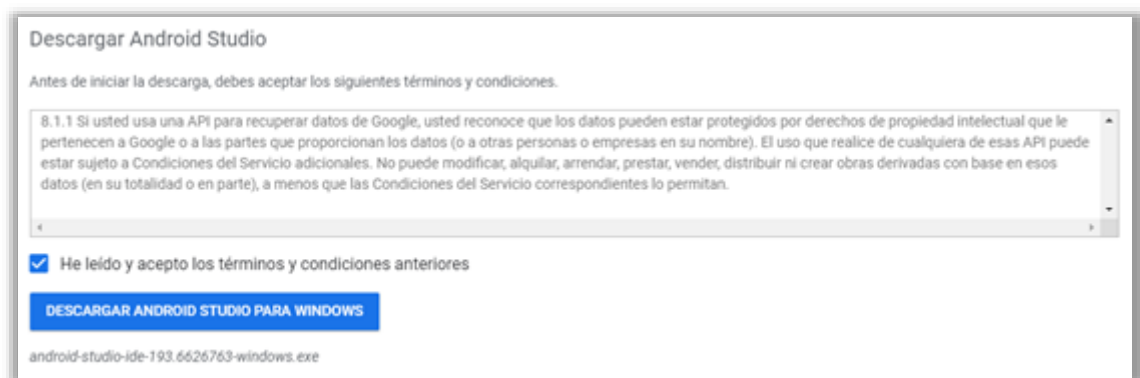 Descargar Android Studio
Antes de iniciar la descarga, debes aceptar los siguientes términos y condiciones.
8.1.1 Si usted usa una API para recuperar datos de Google, usted reconoce que los datos pueden estar protegidos por derechos de propiedad intelectual que le
pertenecen a Google o a las partes que proporcionan los datos (o a otras personas o empresas en su nombre). El uso que realice de cualquiera de esas API puede
estar sujeto a Condiciones del Servicio adicionales. No puede modificar, alquilar, arrendar, prestar, vender, distribuir ni crear obras derivadas con base en esos
datos (en su totalidad o en parte), a menos que las Condiciones del Servicio correspondientes lo permitan.
He leído y acepto los términos y condiciones anteriores
DESCARGAR ANDROID STUDIO PARA WINDOWS
android-studio-ide-193.6626763-windows.exe